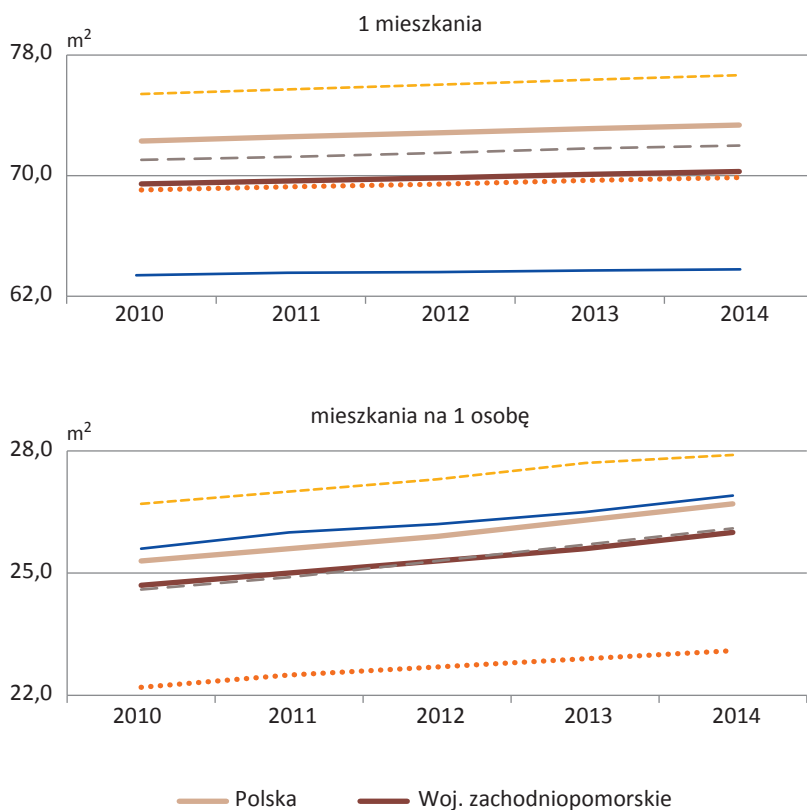 1 mieszkania
m²
78,0
70,0
62,0
2010 2011 2012 2013 2014
mieszkania na 1 osobę
m²
28,0
25,0
22,0
2010 2011 2012 2013 2014
Polska Woj. zachodniopomorskie